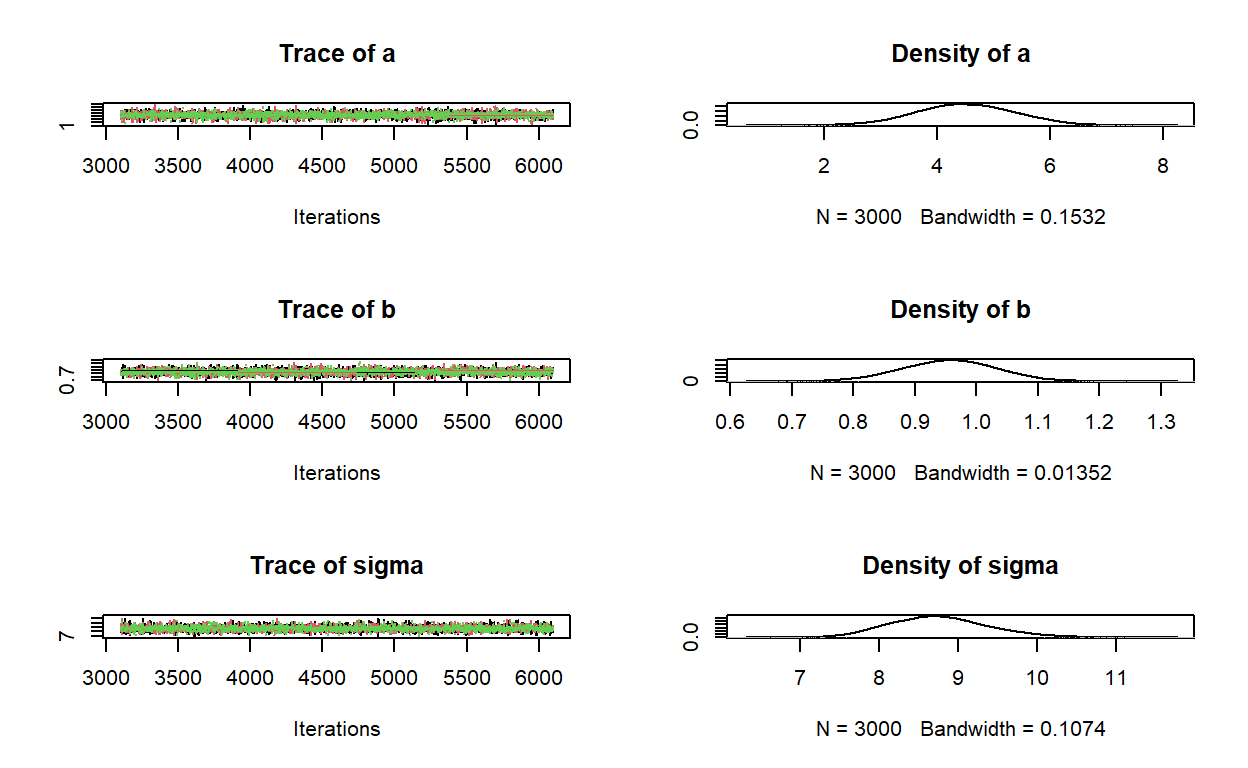 Trace of a
Density of a
1
3000 3500 4000 4500 5000 5500 6000
Iterations
0.0
2 4 6 8
N = 3000 Bandwidth = 0.1532
Trace of b
Density of b
0.7
3000 3500 4000 4500 5000 5500 6000
Iterations
0
0.6 0.7 0.8 0.9 1.0 1.1 1.2 1.3
N = 3000 Bandwidth = 0.01352
Trace of sigma
Density of sigma
7
3000 3500 4000 4500 5000 5500 6000
Iterations
0.0
7 8 9 10 11
N = 3000 Bandwidth = 0.1074